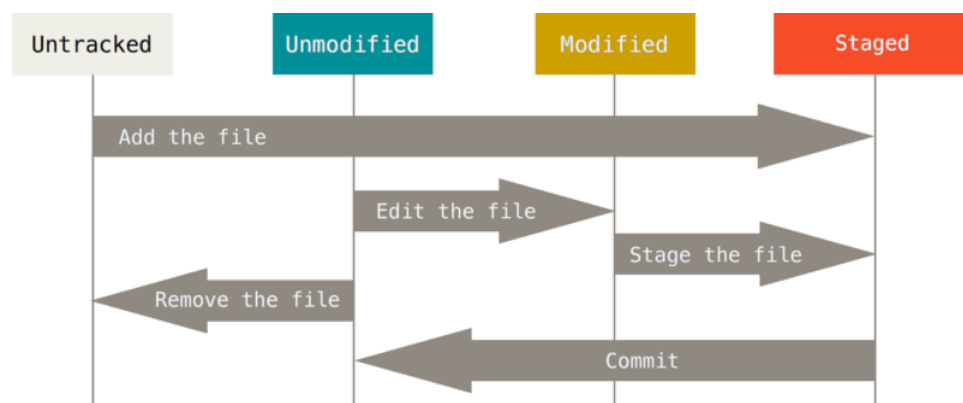 Untracked
Unmodified
Modified
Staged
Add the file
Edit the file
Stage the file
Remove the file
Commit